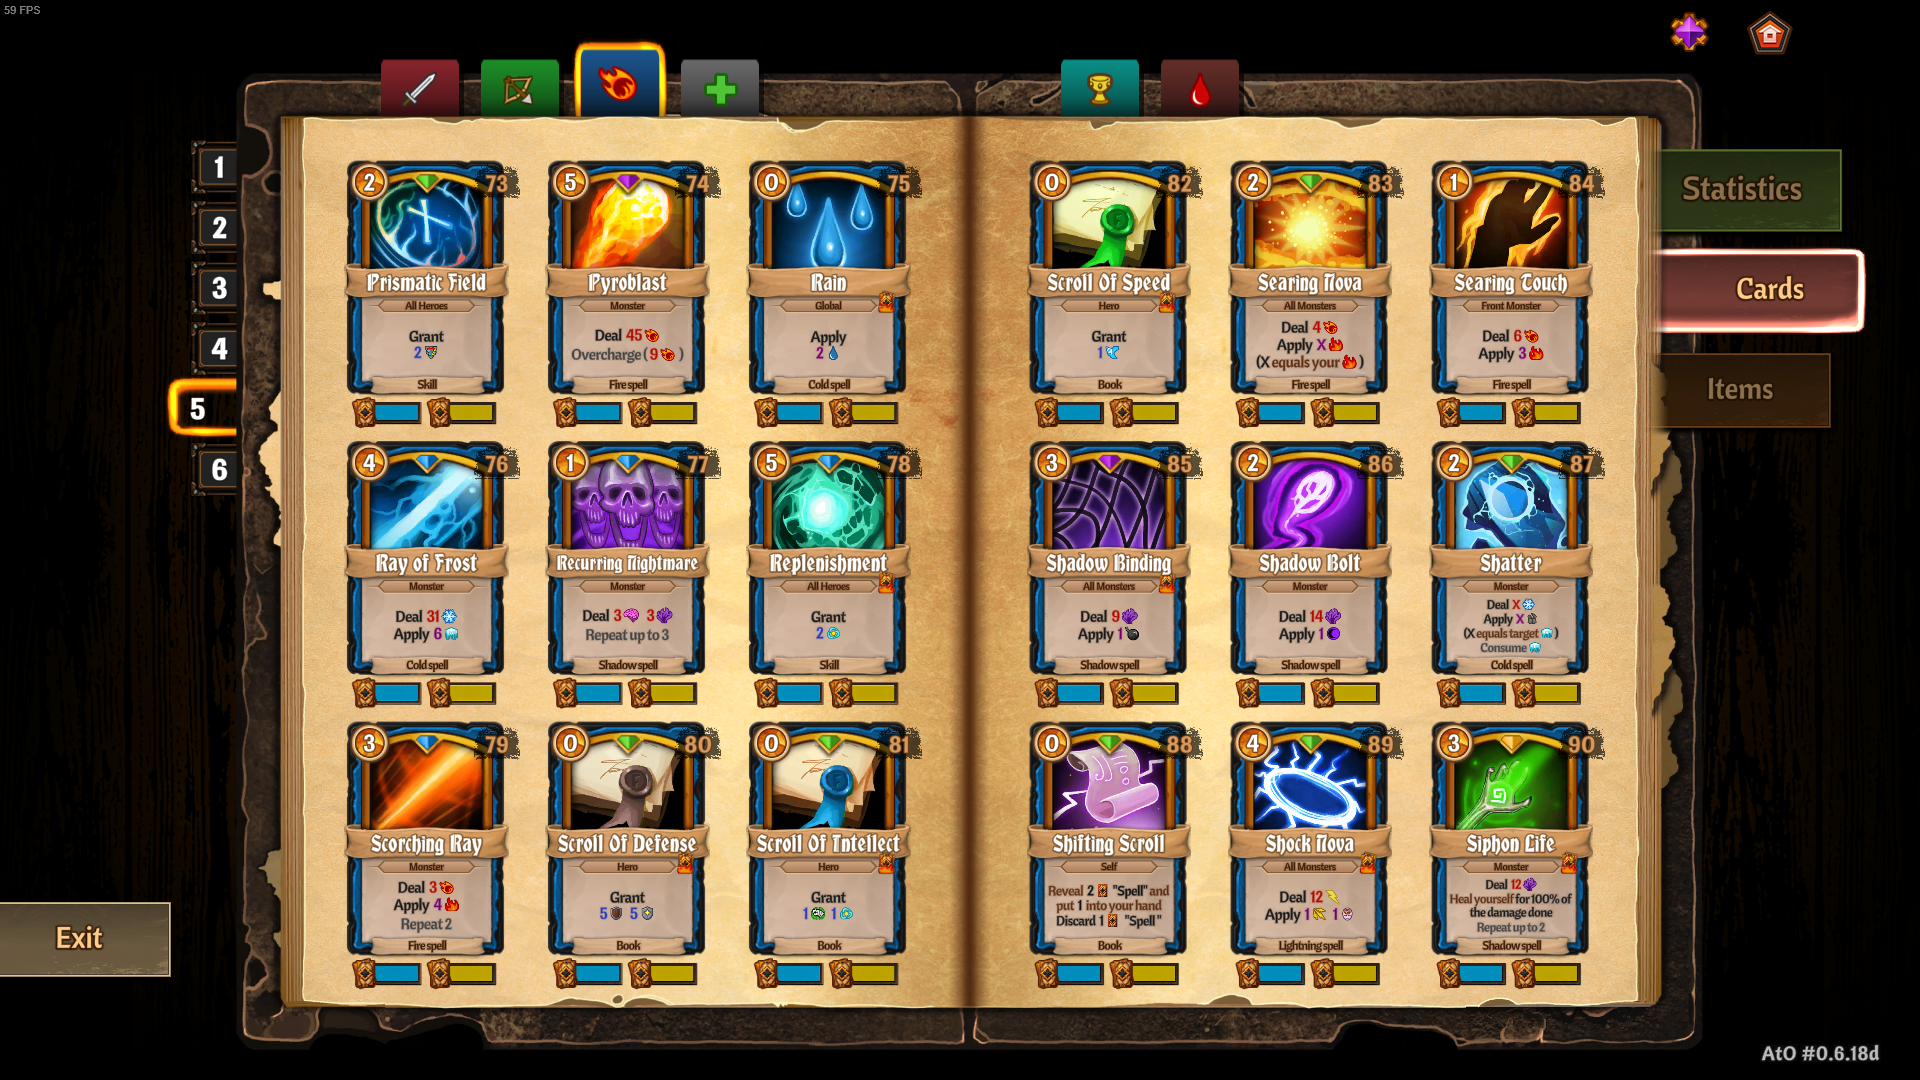 59 FPS
1
2
3
4
5
6
Exit
2
73
Prismatic Field
All Heroes
Grant
2
Skill
5
74
Pyroblast
Monster
Deal 45
Overcharge ( 9 )
Fire spell
0
75
Rain
Global
Apply
2
Cold spell
4
76
Ray of Frost
Monster
Deal 31
Apply 6
Cold spell
1
77
Recurring Nightmare
Monster
Deal 3 3
Repeat up to 3
Shadow spell
5
78
Replenishment
All Heroes
Grant
2
Skill
3
79
Scorching Ray
Monster
Deal 3
Apply 4
Repeat 2
Fire spell
0
80
Scroll Of Defense
Hero
Grant
5 5
Book
0
81
Scroll Of Intellect
Hero
Grant
1 1
Book
0
82
Scroll Of Speed
Hero
Grant
1
Book
2
83
Searing Nova
All Monsters
Deal 4
Apply X
(X equals your )
Fire spell
1
84
Searing Touch
Front Monster
Deal 6
Apply 3
Fire spell
3
85
Shadow Binding
All Monsters
Deal 9
Apply 1
Shadow spell
2
86
Shadow Bolt
Monster
Deal 14
Apply 1
Shadow spell
2
87
Shatter
Monster
Deal X
Apply X
(X equals target )
Consume
Cold spell
0
88
Shifting Scroll
Self
Reveal 2 "Spell" and
put 1 into your hand
Discard 1 "Spell"
Book
4
89
Shock Nova
All Monsters
Deal 12
Apply 1 1
Lightning spell
3
90
Siphon Life
Monster
Deal 12
Heal yourself for 100% of
the damage done
Repeat up to 2
Shadow spell
Statistics
Cards
Items
AtO #0.6.18d